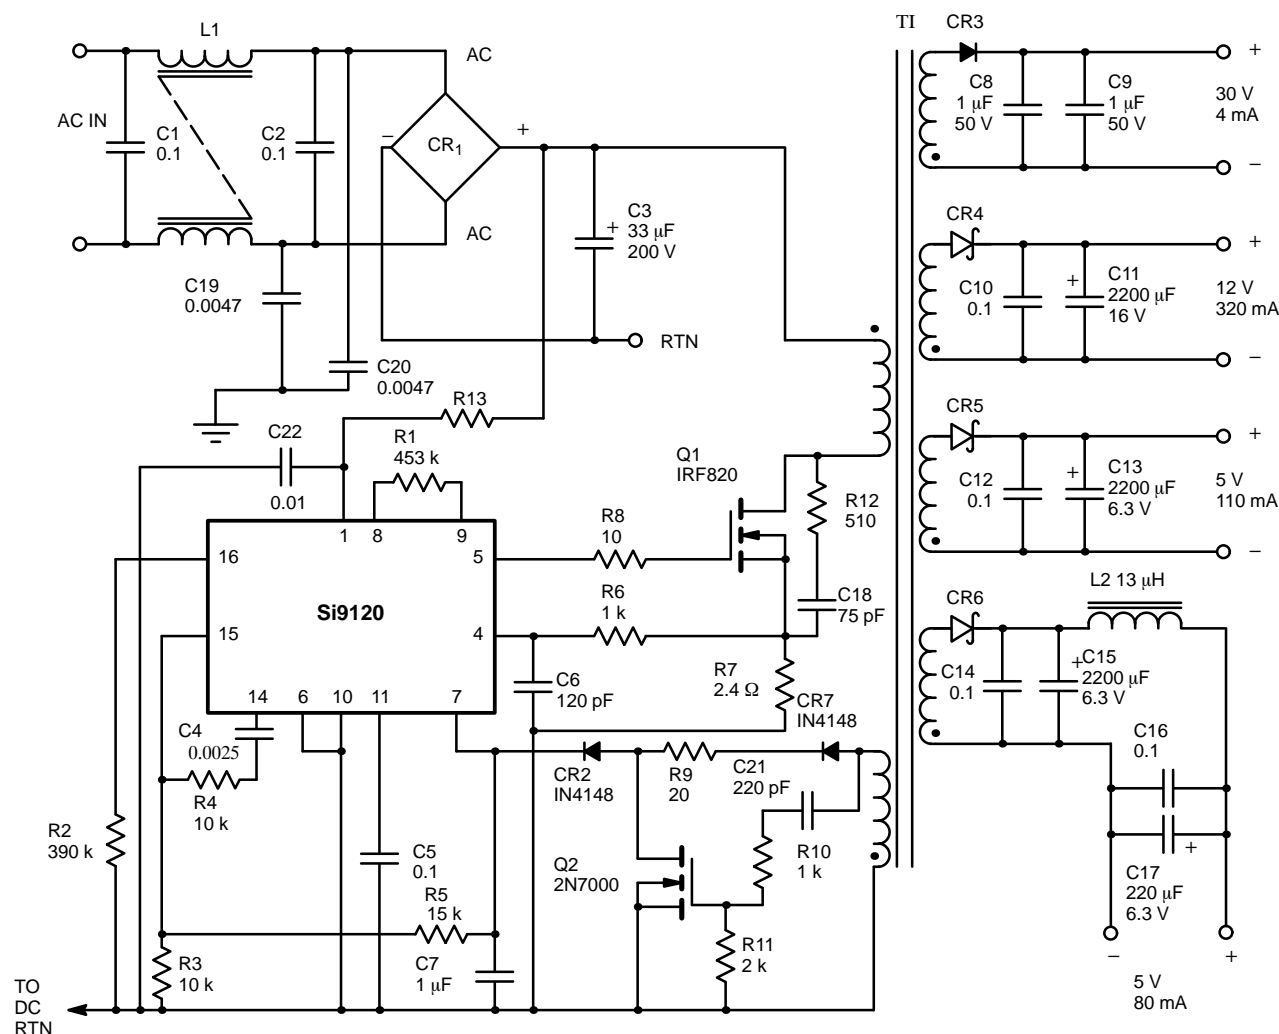 L1
AC
AC IN
C1
0.1
C2
0.1
−
CR1
+
AC
C3
+ 33 μF
200 V
C19
0.0047
RTN
C20
0.0047
R13
C22
0.01
R1
453 k
Q1
IRF820
R12
510
R8
10
C18
75 pF
R6
1 k
16
1
8
9
5
Si9120
15
4
14
6
10
11
7
C6
120 pF
R7
2.4 Ω
CR7
IN4148
C4
0.0025
R4
10 k
CR2
IN4148
R9
20
C21
220 pF
R2
390 k
C5
0.1
Q2
2N7000
R10
1 k
R5
15 k
R3
10 k
C7
1 μF
R11
2 k
TO
DC
RTN
TI
CR3
C8
1 μF
50 V
C9
1 μF
50 V
+
30 V
4 mA
−
CR4
C10
0.1
+
C11
2200 μF
16 V
+
12 V
320 mA
−
CR5
C12
0.1
+
C13
2200 μF
6.3 V
+
5 V
110 mA
−
L2 13 μH
CR6
C14
0.1
+
C15
2200 μF
6.3 V
C16
0.1
+
C17
220 μF
6.3 V
−
+
5 V
80 mA